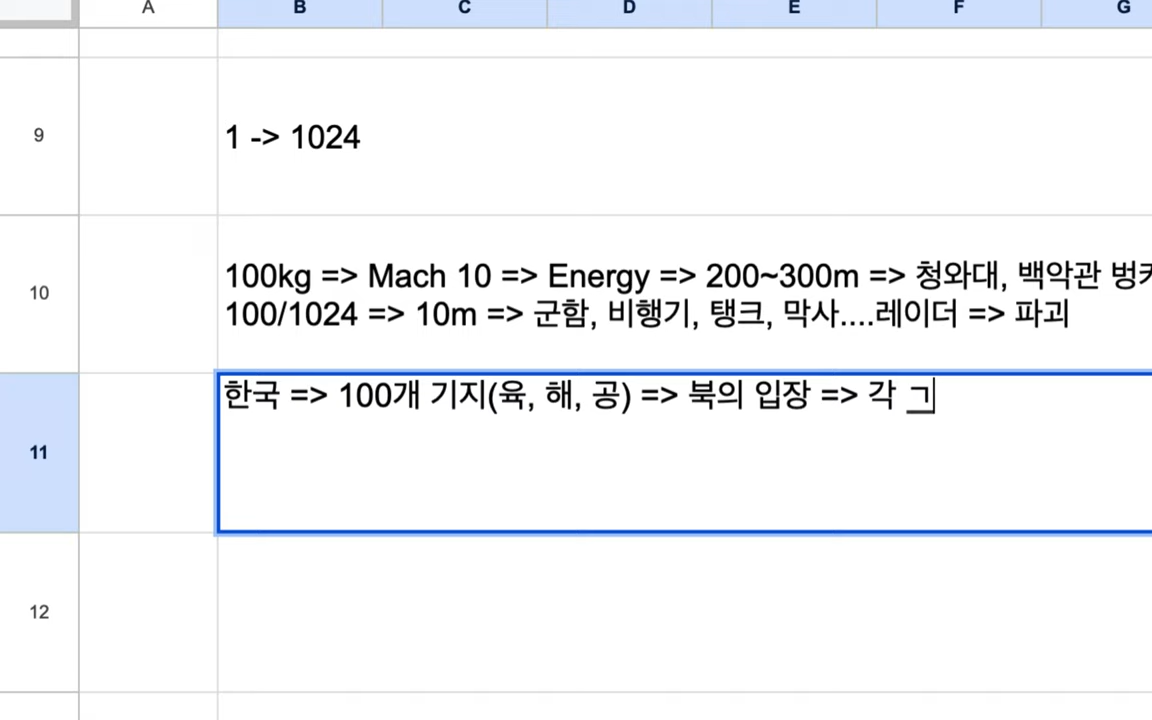 A B C D E F G
9
1 -> 1024
10
100kg => Mach 10 => Energy => 200~300m => 청와대, 백악관
100/1024 => 10m => 군함, 비행기, 탱크, 막사....레이더 => 파괴
11
한국 => 100개 기지(육, 해, 공) => 북의 입장 => 각 ㄱ
12